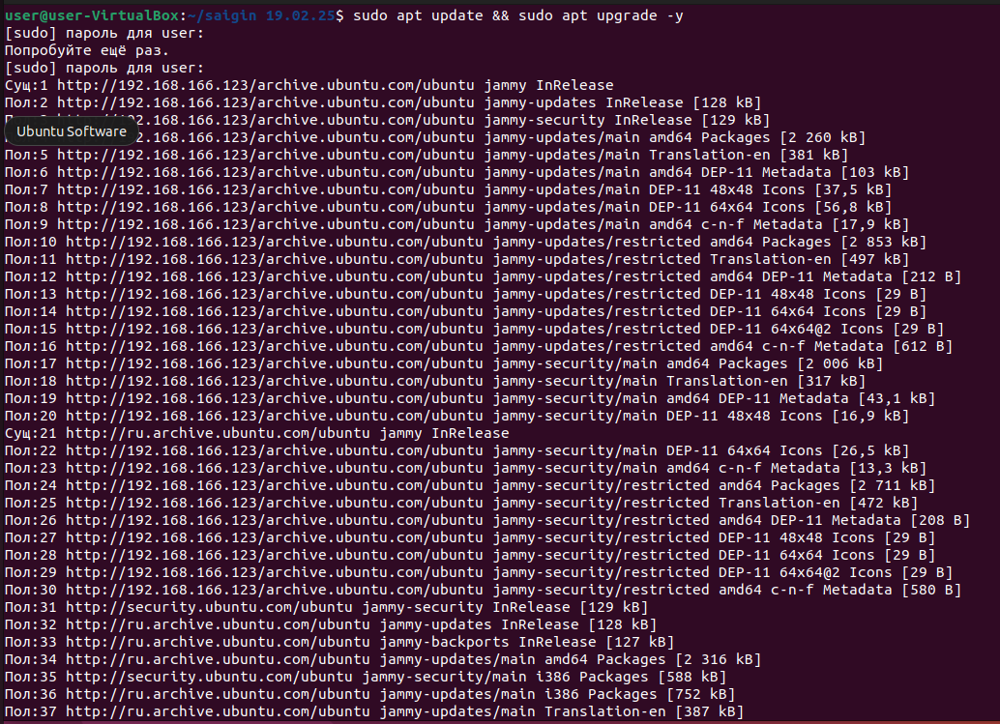 user@user-VirtualBox:~/saigin 19.02.25$ sudo apt update && sudo apt upgrade -y
[sudo] пароль для user:
Попробуйте ещё раз.
[sudo] пароль для user:
Сущ:1 http://192.168.166.123/archive.ubuntu.com/ubuntu jammy InRelease
Пол:2 http://192.168.166.123/archive.ubuntu.com/ubuntu jammy-updates InRelease [128 kB]
2.168.166.123/archive.ubuntu.com/ubuntu jammy-security InRelease [129 kB]
Ubuntu Software
2.168.166.123/archive.ubuntu.com/ubuntu jammy-updates/main amd64 Packages [2 260 kB]
Пол:5 http://192.168.166.123/archive.ubuntu.com/ubuntu jammy-updates/main Translation-en [381 kB]
Пол:6 http://192.168.166.123/archive.ubuntu.com/ubuntu jammy-updates/main amd64 DEP-11 Metadata [103 kB]
Пол:7 http://192.168.166.123/archive.ubuntu.com/ubuntu jammy-updates/main DEP-11 48x48 Icons [37,5 kB]
Пол:8 http://192.168.166.123/archive.ubuntu.com/ubuntu jammy-updates/main DEP-11 64x64 Icons [56,8 kB]
Пол:9 http://192.168.166.123/archive.ubuntu.com/ubuntu jammy-updates/main amd64 c-n-f Metadata [17,9 kB]
Пол:10 http://192.168.166.123/archive.ubuntu.com/ubuntu jammy-updates/restricted amd64 Packages [2 853 kB]
Пол:11 http://192.168.166.123/archive.ubuntu.com/ubuntu jammy-updates/restricted Translation-en [497 kB]
Пол:12 http://192.168.166.123/archive.ubuntu.com/ubuntu jammy-updates/restricted amd64 DEP-11 Metadata [212 B]
Пол:13 http://192.168.166.123/archive.ubuntu.com/ubuntu jammy-updates/restricted DEP-11 48x48 Icons [29 B]
Пол:14 http://192.168.166.123/archive.ubuntu.com/ubuntu jammy-updates/restricted DEP-11 64x64 Icons [29 B]
Пол:15 http://192.168.166.123/archive.ubuntu.com/ubuntu jammy-updates/restricted DEP-11 64x64@2 Icons [29 B]
Пол:16 http://192.168.166.123/archive.ubuntu.com/ubuntu jammy-updates/restricted amd64 c-n-f Metadata [612 B]
Пол:17 http://192.168.166.123/archive.ubuntu.com/ubuntu jammy-security/main amd64 Packages [2 006 kB]
Пол:18 http://192.168.166.123/archive.ubuntu.com/ubuntu jammy-security/main Translation-en [317 kB]
Пол:19 http://192.168.166.123/archive.ubuntu.com/ubuntu jammy-security/main amd64 DEP-11 Metadata [43,1 kB]
Пол:20 http://192.168.166.123/archive.ubuntu.com/ubuntu jammy-security/main DEP-11 48x48 Icons [16,9 kB]
Сущ:21 http://ru.archive.ubuntu.com/ubuntu jammy InRelease
Пол:22 http://192.168.166.123/archive.ubuntu.com/ubuntu jammy-security/main DEP-11 64x64 Icons [26,5 kB]
Пол:23 http://192.168.166.123/archive.ubuntu.com/ubuntu jammy-security/main amd64 c-n-f Metadata [13,3 kB]
Пол:24 http://192.168.166.123/archive.ubuntu.com/ubuntu jammy-security/restricted amd64 Packages [2 711 kB]
Пол:25 http://192.168.166.123/archive.ubuntu.com/ubuntu jammy-security/restricted Translation-en [472 kB]
Пол:26 http://192.168.166.123/archive.ubuntu.com/ubuntu jammy-security/restricted amd64 DEP-11 Metadata [208 B]
Пол:27 http://192.168.166.123/archive.ubuntu.com/ubuntu jammy-security/restricted DEP-11 48x48 Icons [29 B]
Пол:28 http://192.168.166.123/archive.ubuntu.com/ubuntu jammy-security/restricted DEP-11 64x64 Icons [29 B]
Пол:29 http://192.168.166.123/archive.ubuntu.com/ubuntu jammy-security/restricted DEP-11 64x64@2 Icons [29 B]
Пол:30 http://192.168.166.123/archive.ubuntu.com/ubuntu jammy-security/restricted amd64 c-n-f Metadata [580 B]
Пол:31 http://security.ubuntu.com/ubuntu jammy-security InRelease [129 kB]
Пол:32 http://ru.archive.ubuntu.com/ubuntu jammy-updates InRelease [128 kB]
Пол:33 http://ru.archive.ubuntu.com/ubuntu jammy-backports InRelease [127 kB]
Пол:34 http://ru.archive.ubuntu.com/ubuntu jammy-updates/main amd64 Packages [2 316 kB]
Пол:35 http://security.ubuntu.com/ubuntu jammy-security/main i386 Packages [588 kB]
Пол:36 http://ru.archive.ubuntu.com/ubuntu jammy-updates/main i386 Packages [752 kB]
Пол:37 http://ru.archive.ubuntu.com/ubuntu jammy-updates/main Translation-en [387 kB]